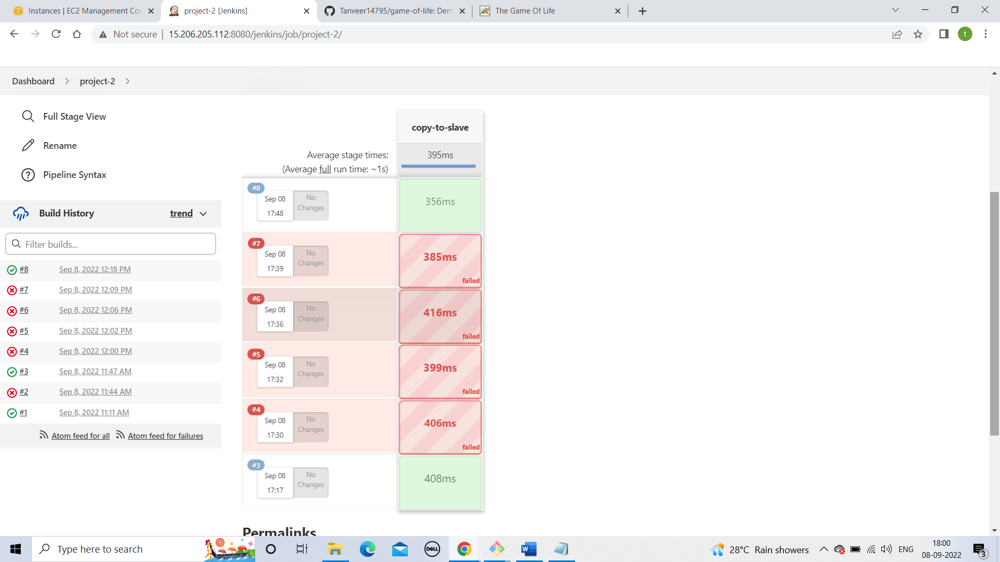 Instances | EC2 Management Con
project-2 [Jenkins]
Tanveer14795/game-of-life: Dem
The Game Of Life
Not secure
15.206.205.112:8080/jenkins/job/project-2/
t
Dashboard
project-2
Full Stage View
Rename
Pipeline Syntax
Build History
trend
Filter builds...
#8 Sep 8, 2022 12:18 PM
#7 Sep 8, 2022 12:09 PM
#6 Sep 8, 2022 12:06 PM
#5 Sep 8, 2022 12:02 PM
#4 Sep 8, 2022 12:00 PM
#3 Sep 8, 2022 11:47 AM
#2 Sep 8, 2022 11:44 AM
#1 Sep 8, 2022 11:11 AM
Atom feed for all
Atom feed for failures
copy-to-slave
Average stage times:
(Average full run time: ~1s)
395ms
#8
Sep 08
17:48
No
Changes
356ms
#7
Sep 08
17:39
No
Changes
385ms
failed
#6
Sep 08
17:36
No
Changes
416ms
failed
#5
Sep 08
17:32
No
Changes
399ms
failed
#4
Sep 08
17:30
No
Changes
406ms
failed
#3
Sep 08
17:17
No
Changes
408ms
Permalinks
Type here to search
DELL
W
28°C Rain showers
ENG
18:00
08-09-2022
3